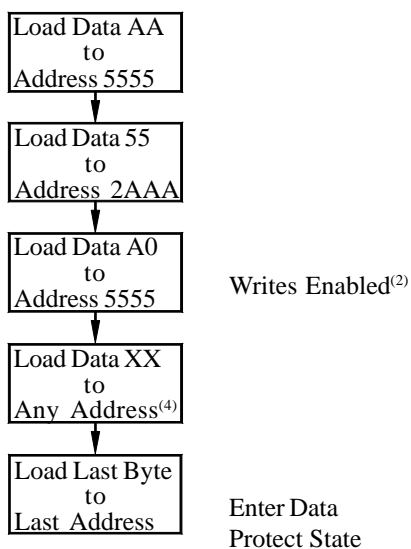 Load Data AA
to
Address 5555
Load Data 55
to
Address 2AAA
Load Data A0
to
Address 5555
Writes Enabled(2)
Load Data XX
to
Any Address(4)
Load Last Byte
to
Last Address
Enter Data
Protect State